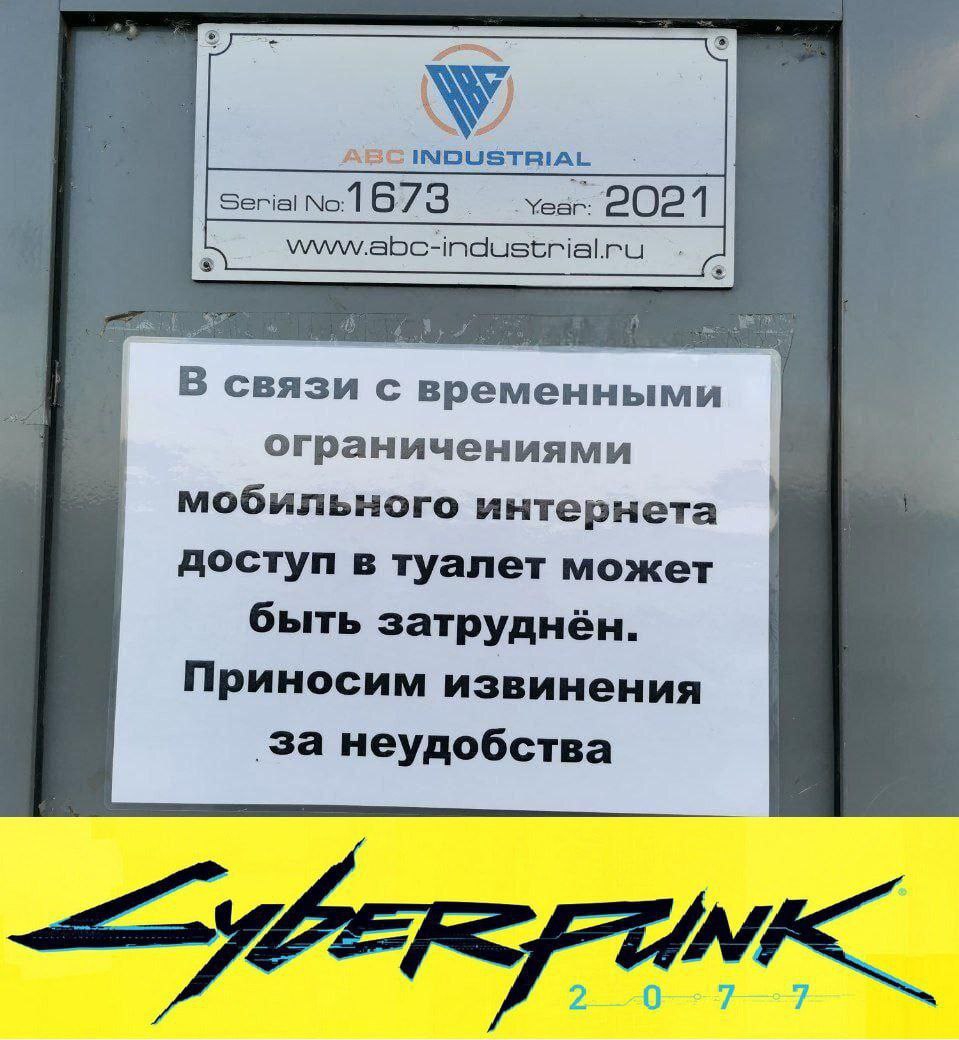 ABC
ABC INDUSTRIAL
Serial No: 1673 Year: 2021
www.abc-industrial.ru
В связи с временными
ограничениями
мобильного интернета
доступ в туалет может
быть затруднён.
Приносим извинения
за неудобства
Cyberpunk
2077